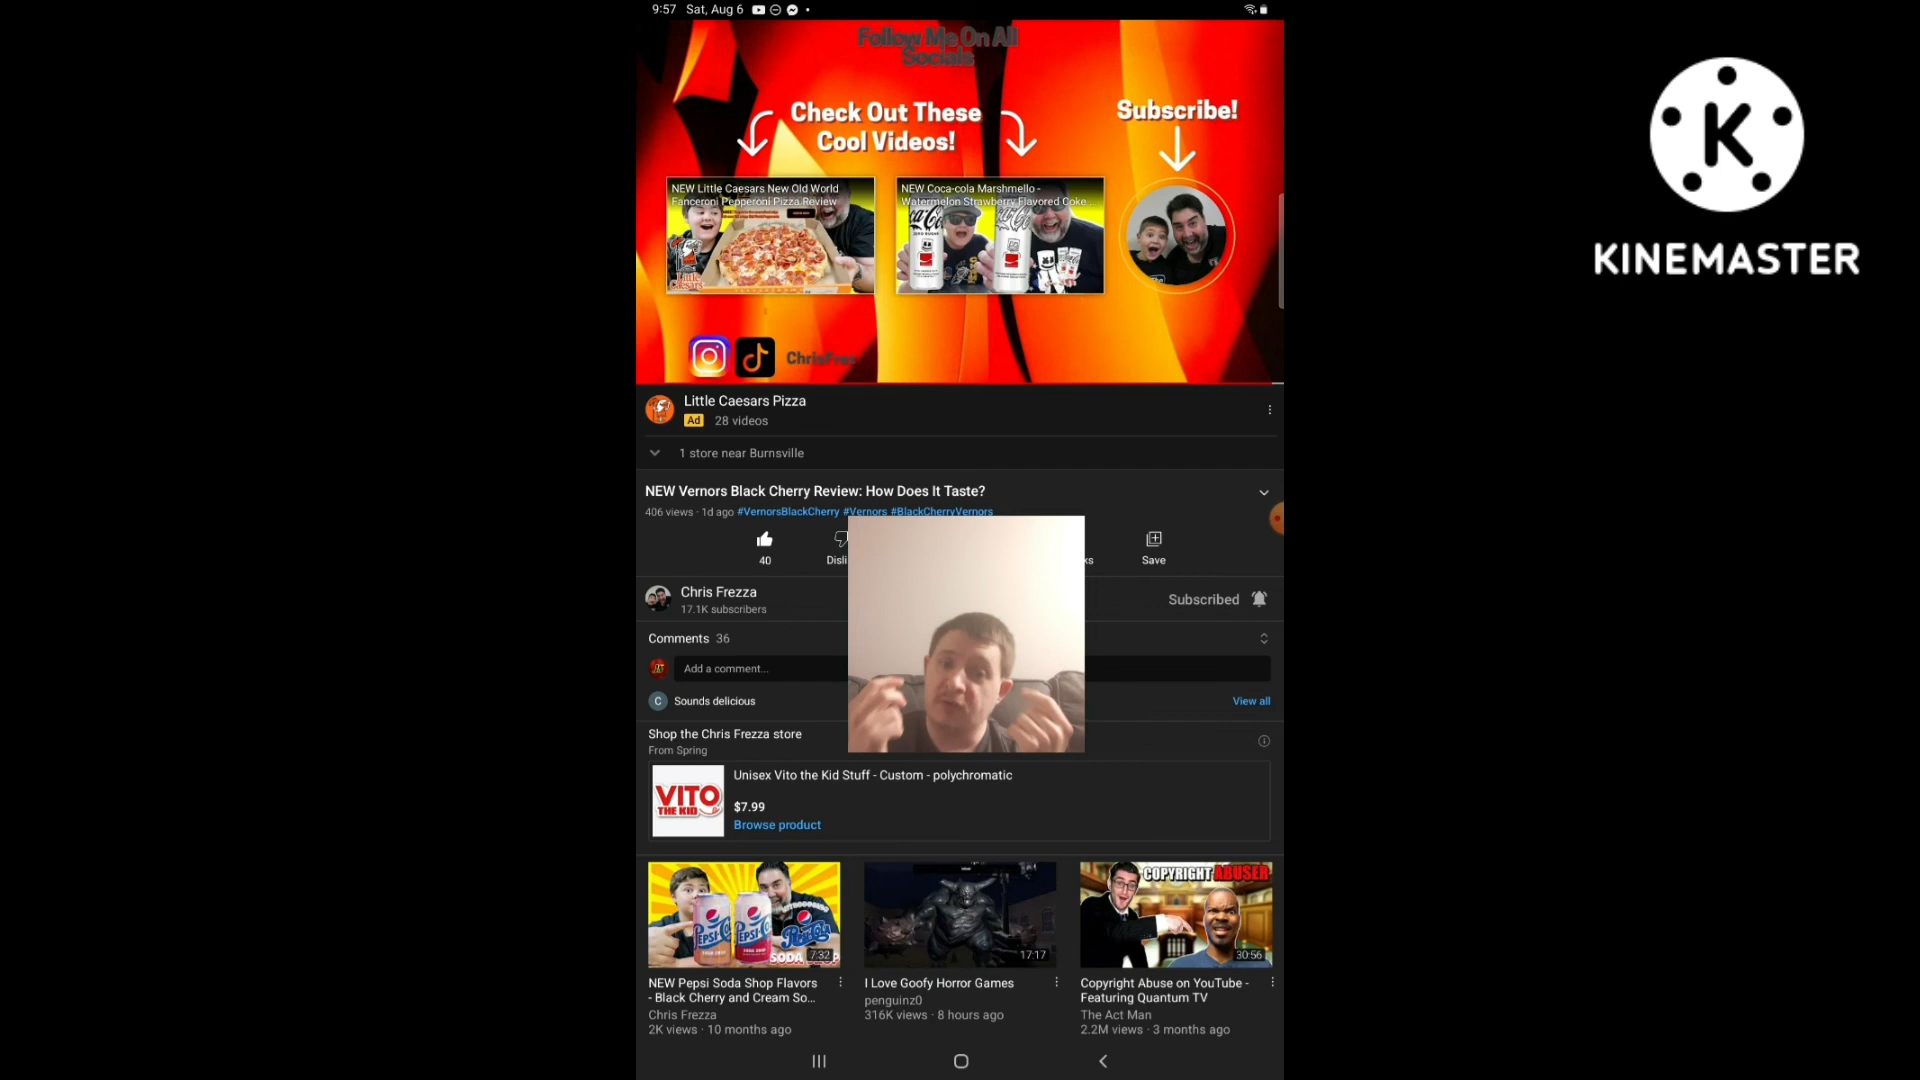 9:57 Sat, Aug 6
Follow Me On All
Socials
Check Out These
Cool Videos!
Subscribe!
NEW Little Caesars New Old World
Fanceroni Pepperoni Pizza Review
NEW Coca-cola Marshmello -
Watermelon Strawberry Flavored Coke...
Little Caesars Pizza
Ad 28 videos
1 store near Burnsville
NEW Vernors Black Cherry Review: How Does It Taste?
406 views · 1d ago #VernorsBlackCherry #Vernors #BlackCherryVernors
40
Disli
ks
Save
Chris Frezza
17.1K subscribers
Subscribed
Comments 36
Add a comment...
C Sounds delicious
View all
Shop the Chris Frezza store
From Spring
VITO
THE KID
Unisex Vito the Kid Stuff - Custom - polychromatic
$7.99
Browse product
7:32
17:17
COPYRIGHT ABUSER
30:56
NEW Pepsi Soda Shop Flavors
- Black Cherry and Cream So...
Chris Frezza
2K views · 10 months ago
I Love Goofy Horror Games
penguinz0
316K views · 8 hours ago
Copyright Abuse on YouTube -
Featuring Quantum TV
The Act Man
2.2M views · 3 months ago
K
KINEMASTER